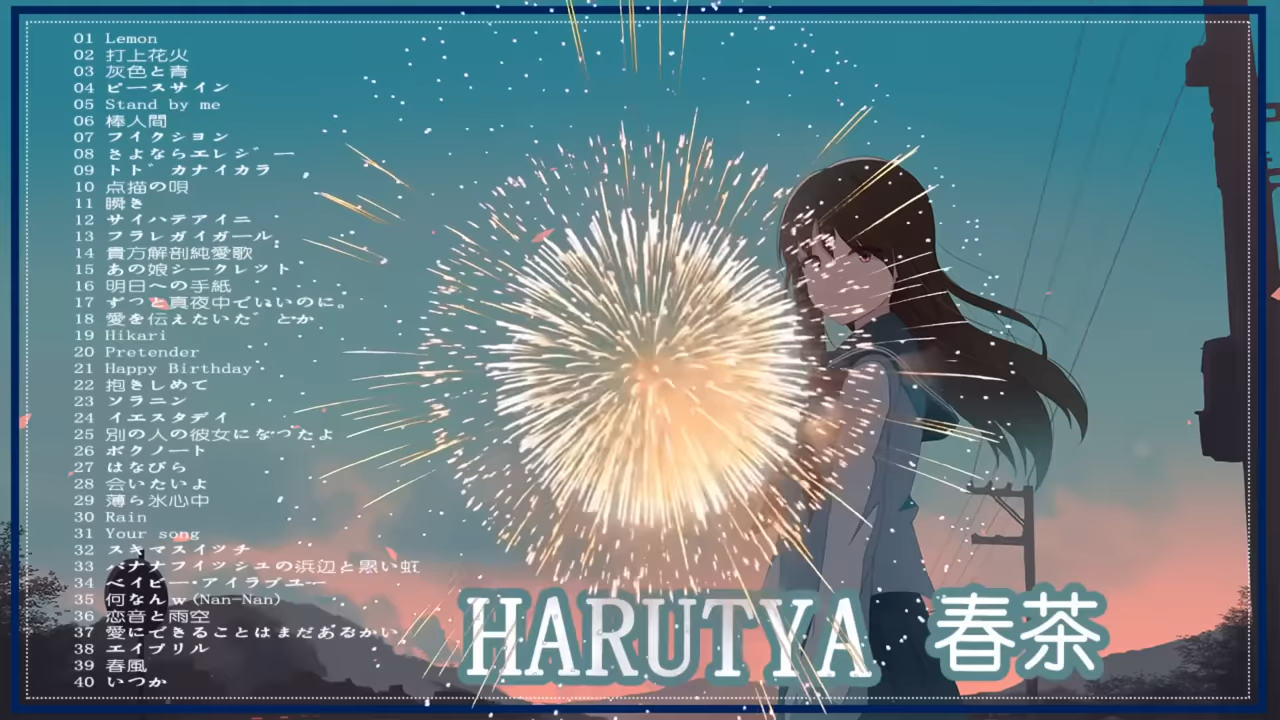 01 Lemon
02 打上花火
03 灰色と青
04 ピースサイン
05 Stand by me
06 棒人間
07 フイクシヨン
08 さよならエレジーー
09 トドカナイカラ
10 点描の唄
11 瞬き
12 サイハテアイニ
13 フラレガイガール
14 貴方解剖純愛歌
15 あの娘シークレツト
16 明日への手紙
17 ずつと真夜中でいいのに。
18 愛を伝えたいだとか
19 Hikari
20 Pretender
21 Happy Birthday
22 抱きしめて
23 ソラニン
24 イエスタデイ
25 別の人の彼女になつたよ
26 ボクノート
27 はなびら
28 会いたいよ
29 薄ら氷心中
30 Rain
31 Your song
32 スキマスイツチ
33 バナナフイツシユの浜辺と黒い虹
34 ベイビー・アイラブユー
35 何なんw(Nan-Nan)
36 恋音と雨空
37 愛にできることはまだあるかい
38 エイプリル
39 春風
40 いつか
HARUTYA 春茶